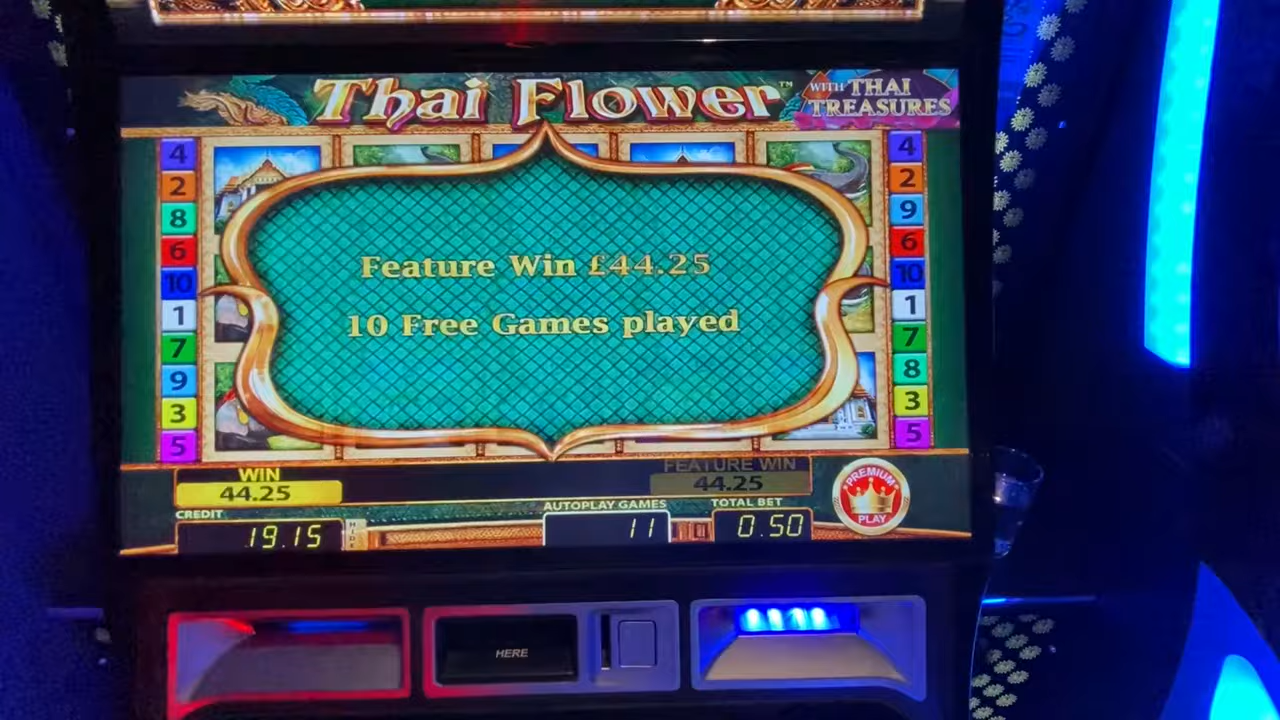 Thai Flower™
WITH THAI
TREASURES
4
2
8
6
10
1
7
9
3
5
4
2
9
6
10
1
7
8
3
5
Feature Win £44.25
10 Free Games played
WIN
44.25
FEATURE WIN
44.25
PREMIUM
PLAY
CREDIT
19.15
HIDE
AUTOPLAY GAMES
11
TOTAL BET
0.50
HERE